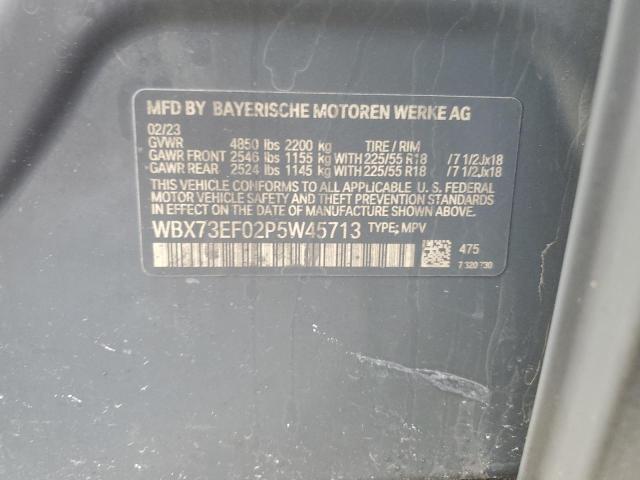 MFD BY BAYERISCHE MOTOREN WERKE AG
02/23
GVWR 4850 lbs 2200 kg TIRE / RIM
GAWR FRONT 2546 lbs 1155 kg WITH 225/55 R18 /7 1/2Jx18
GAWR REAR 2524 lbs 1145 kg WITH 225/55 R18 /7 1/2Jx18
THIS VEHICLE CONFORMS TO ALL APPLICABLE U. S. FEDERAL
MOTOR VEHICLE SAFETY, BUMPER, AND THEFT PREVENTION STANDARDS
IN EFFECT ON THE DATE OF MANUFACTURE SHOWN ABOVE.
WBX73EF02P5W45713 TYPE; MPV
475
7 320 730